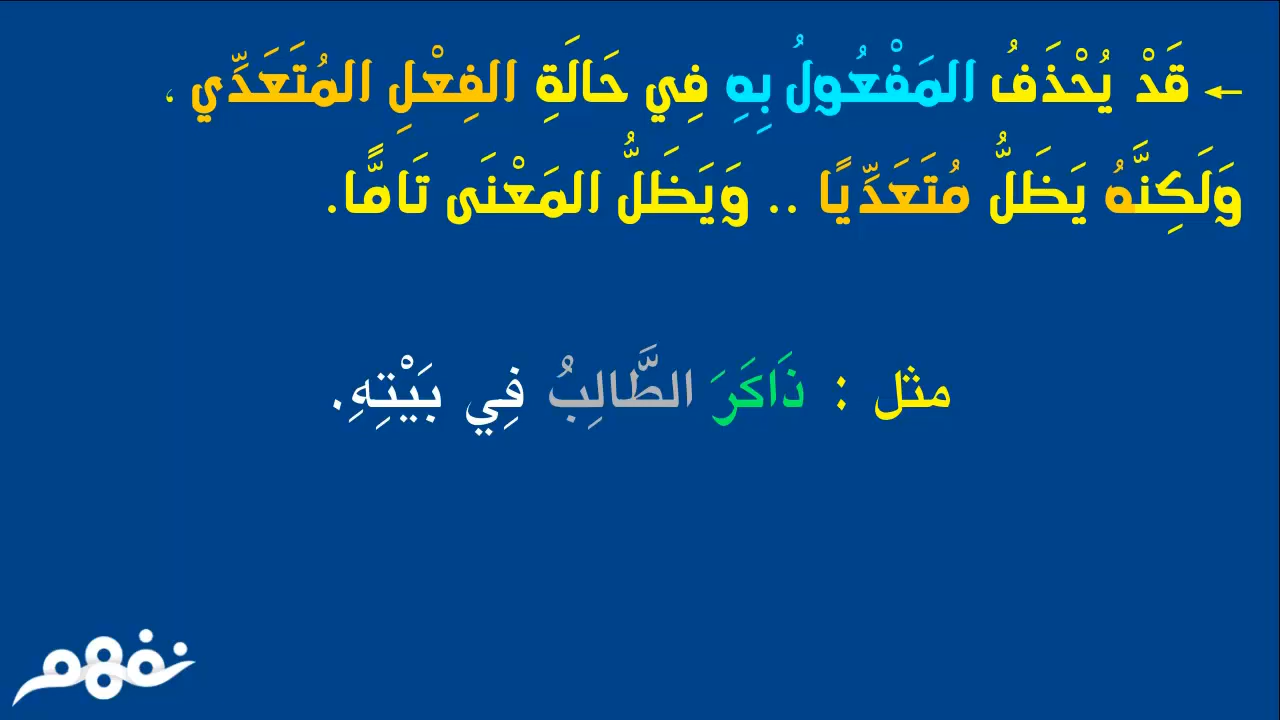 ← قَدْ يُحْذَفُ المَفْعُولُ بِهِ فِي حَالَةِ الفِعْلِ المُتَعَدِّي ،
وَلَكِنَّهُ يَظَلُّ مُتَعَدِّيًا .. وَيَظَلُّ المَعْنَى تَامًّا.
مثل : ذَاكَرَ الطَّالِبُ فِي بَيْتِهِ.
نفهم